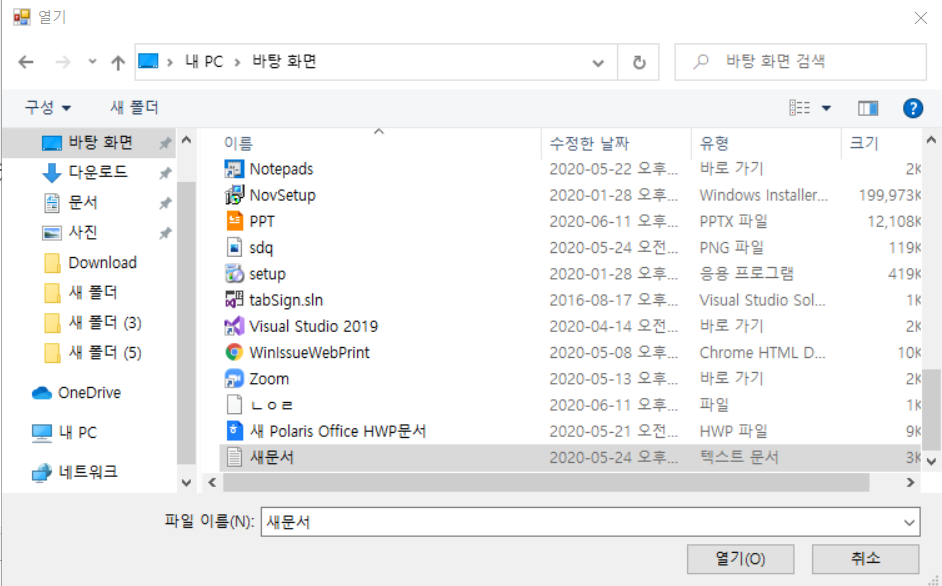 열기
내 PC › 바탕 화면
바탕 화면 검색
구성
새 폴더
바탕 화면
다운로드
문서
사진
Download
새 폴더
새 폴더 (3)
새 폴더 (5)
OneDrive
내 PC
네트워크
이름 수정한 날짜 유형 크기
Notepads 2020-05-22 오후... 바로 가기 2K
NovSetup 2020-01-28 오후... Windows Installer... 199,973K
PPT 2020-06-11 오후... PPTX 파일 12,108K
sdq 2020-05-24 오전... PNG 파일 119K
setup 2020-01-28 오후... 응용 프로그램 419K
tabSign.sln 2016-08-17 오후... Visual Studio Sol... 1K
Visual Studio 2019 2020-04-14 오전... 바로 가기 2K
WinIssueWebPrint 2020-05-08 오후... Chrome HTML D... 10K
Zoom 2020-05-13 오후... 바로 가기 2K
ㄴㅇㄹ 2020-06-11 오후... 파일 1K
새 Polaris Office HWP문서 2020-05-21 오전... HWP 파일 9K
새문서 2020-05-24 오후... 텍스트 문서 3K
파일 이름(N): 새문서
열기(O) 취소